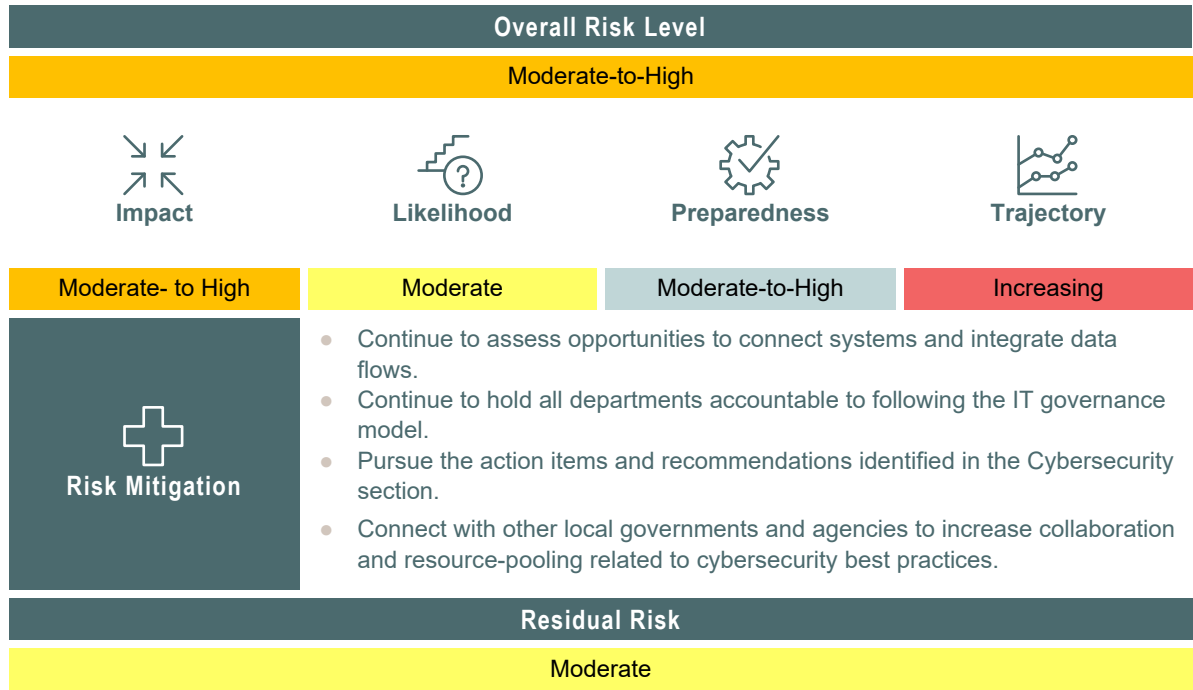 Overall Risk Level
Moderate-to-High
Impact
Likelihood
Preparedness
Trajectory
Moderate- to High
Moderate
Moderate-to-High
Increasing
Risk Mitigation
● Continue to assess opportunities to connect systems and integrate data
flows.
● Continue to hold all departments accountable to following the IT governance
model.
● Pursue the action items and recommendations identified in the Cybersecurity
section.
● Connect with other local governments and agencies to increase collaboration
and resource-pooling related to cybersecurity best practices.
Residual Risk
Moderate